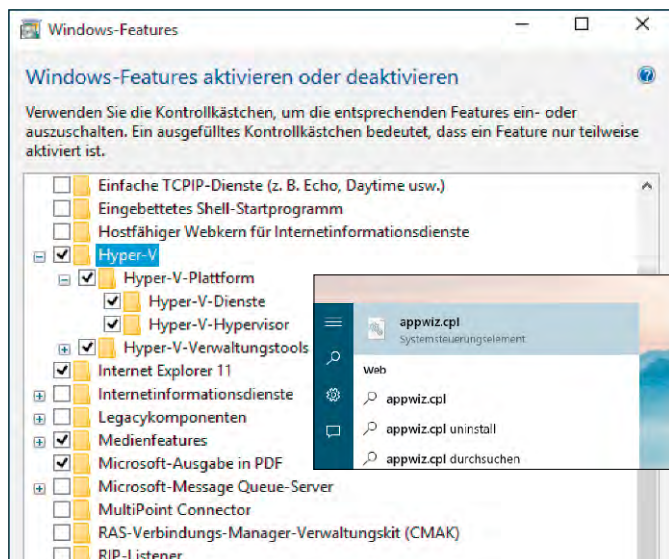 Windows-Features
Windows-Features aktivieren oder deaktivieren
Verwenden Sie die Kontrollkästchen, um die entsprechenden Features ein- oder
auszuschalten. Ein ausgefülltes Kontrollkästchen bedeutet, dass ein Feature nur teilweise
aktiviert ist.
Einfache TCPIP-Dienste (z. B. Echo, Daytime usw.)
Eingebettetes Shell-Startprogramm
Hostfähiger Webkern für Internetinformationsdienste
Hyper-V
Hyper-V-Plattform
Hyper-V-Dienste
Hyper-V-Hypervisor
Hyper-V-Verwaltungstools
Internet Explorer 11
Internetinformationsdienste
Legacykomponenten
Medienfeatures
Microsoft-Ausgabe in PDF
Microsoft-Message Queue-Server
MultiPoint Connector
RAS-Verbindungs-Manager-Verwaltungskit (CMAK)
RIP-Listener
appwiz.cpl
Systemsteuerungselement
Web
appwiz.cpl
appwiz.cpl uninstall
appwiz.cpl durchsuchen